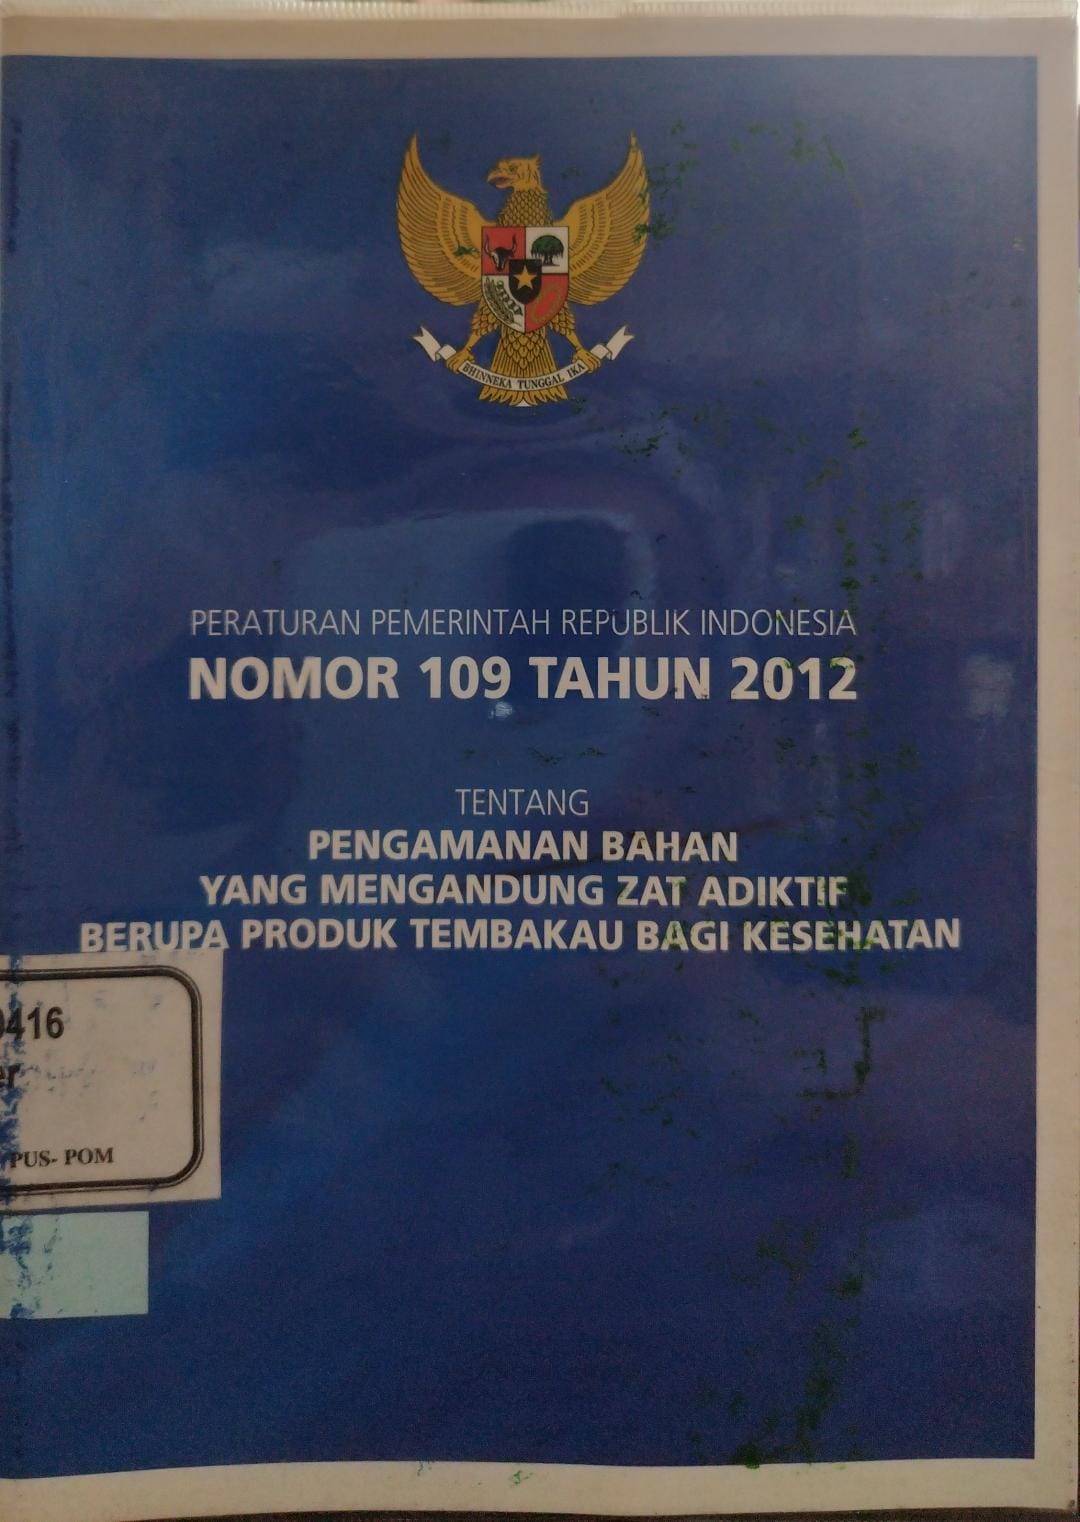 BHINNEKA TUNGGAL IKA
PERATURAN PEMERINTAH REPUBLIK INDONESIA
NOMOR 109 TAHUN 2012
TENTANG
PENGAMANAN BAHAN
YANG MENGANDUNG ZAT ADIKTIF
BERUPA PRODUK TEMBAKAU BAGI KESEHATAN
416
er
PUS- POM